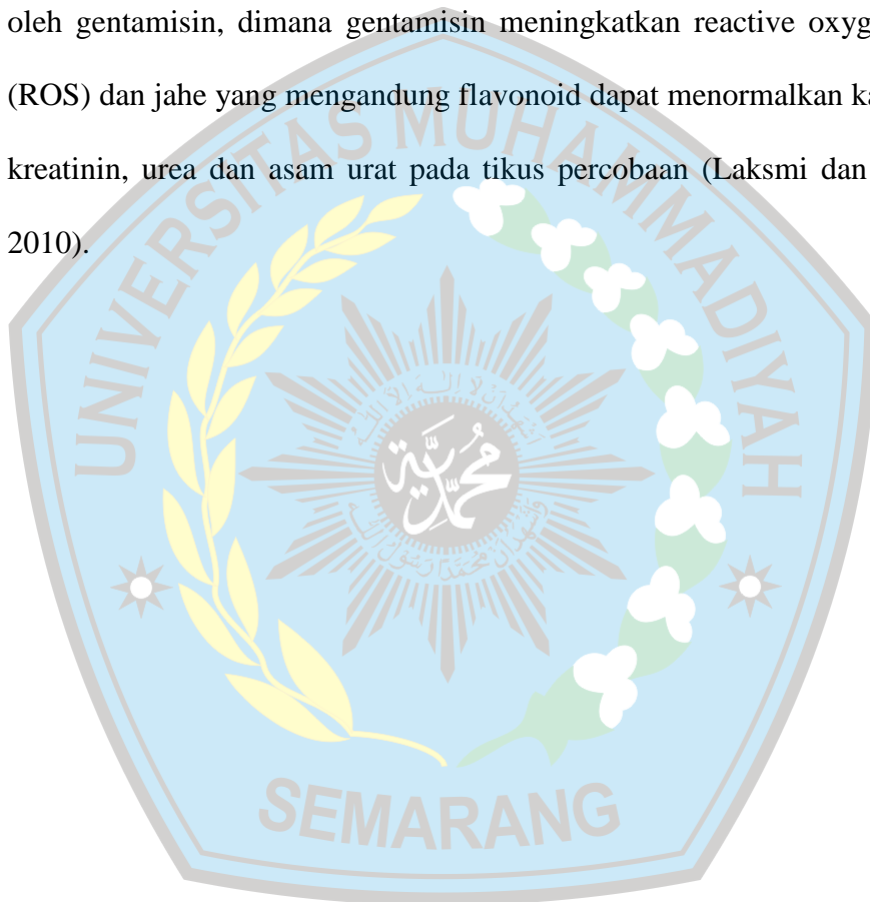 oleh gentamisin, dimana gentamisin meningkatkan reactive oxyg
(ROS) dan jahe yang mengandung flavonoid dapat menormalkan ka
kreatinin, urea dan asam urat pada tikus percobaan (Laksmi dan
2010).
UNIVERSITAS MUHAMMADIYAH
محمدية
SEMARANG